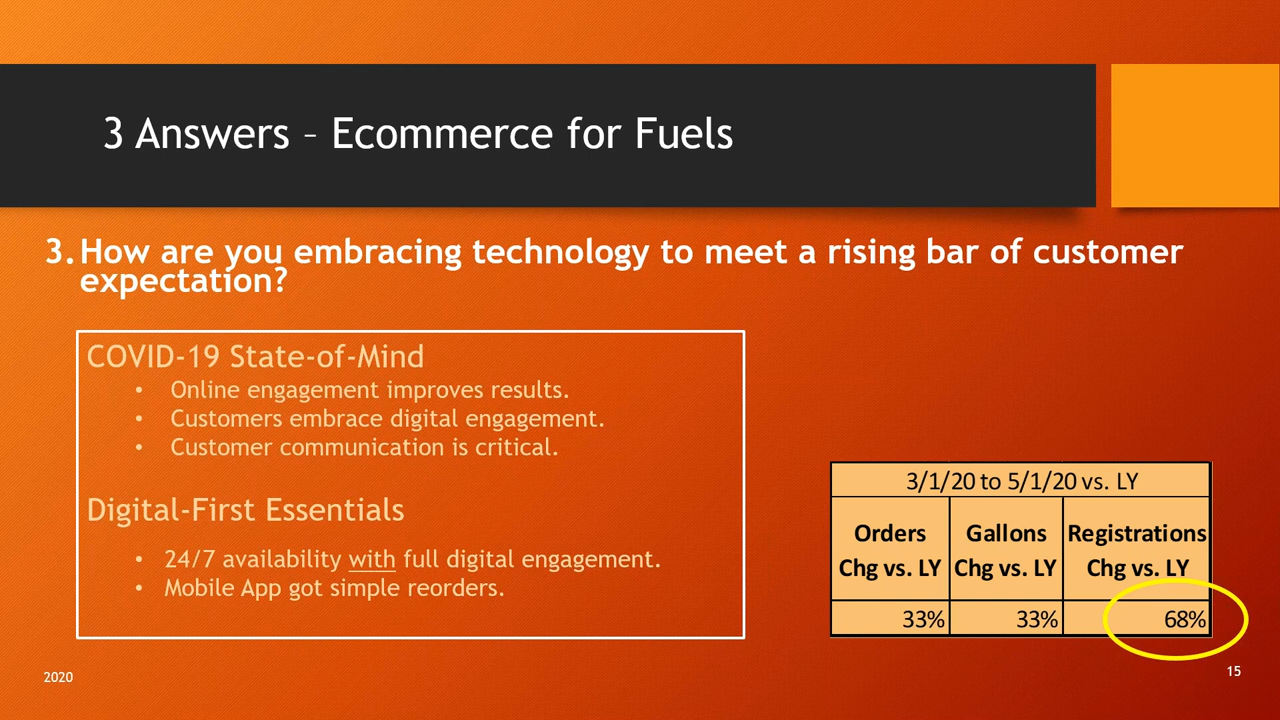 3 Answers – Ecommerce for Fuels
3. How are you embracing technology to meet a rising bar of customer
expectation?
COVID-19 State-of-Mind
• Online engagement improves results.
• Customers embrace digital engagement.
• Customer communication is critical.
Digital-First Essentials
• 24/7 availability with full digital engagement.
• Mobile App got simple reorders.
3/1/20 to 5/1/20 vs. LY
Orders Gallons Registrations
Chg vs. LY Chg vs. LY Chg vs. LY
33% 33% 68%
2020
15